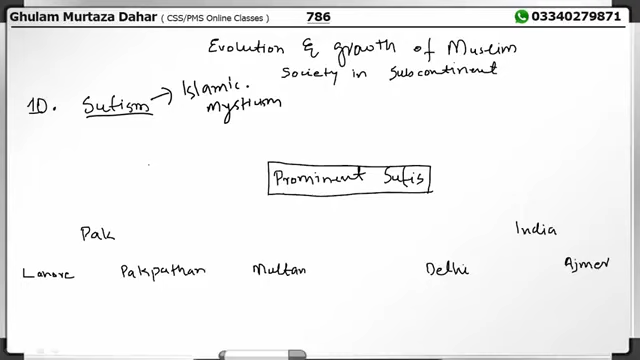 Ghulam Murtaza Dahar ( CSS/PMS Online Classes ) 786 03340279871
Evolution & growth of Muslim
Society in Subcontinent
10. Sufism → Islamic.
Mystium
Prominent Sufis
Pak India
Lahore Pakpathan Multan Delhi Ajmer